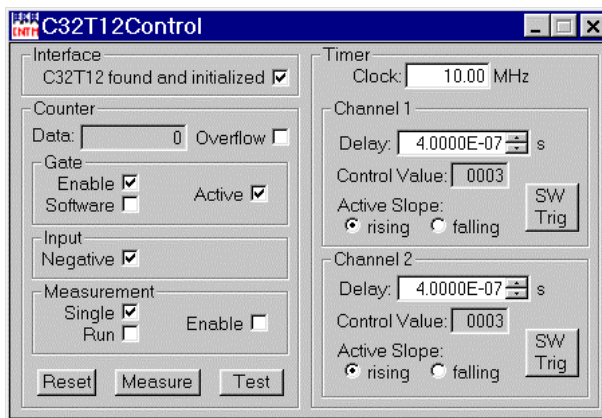 CNTM C32T12Control
Interface
C32T12 found and initialized
Counter
Data: 0 Overflow
Gate
Enable
Software
Active
Input
Negative
Measurement
Single
Run
Enable
Reset Measure Test
Timer
Clock: 10.00 MHz
Channel 1
Delay: 4.0000E-07 s
Control Value: 0003
Active Slope:
rising falling
SW
Trig
Channel 2
Delay: 4.0000E-07 s
Control Value: 0003
Active Slope:
rising falling
SW
Trig